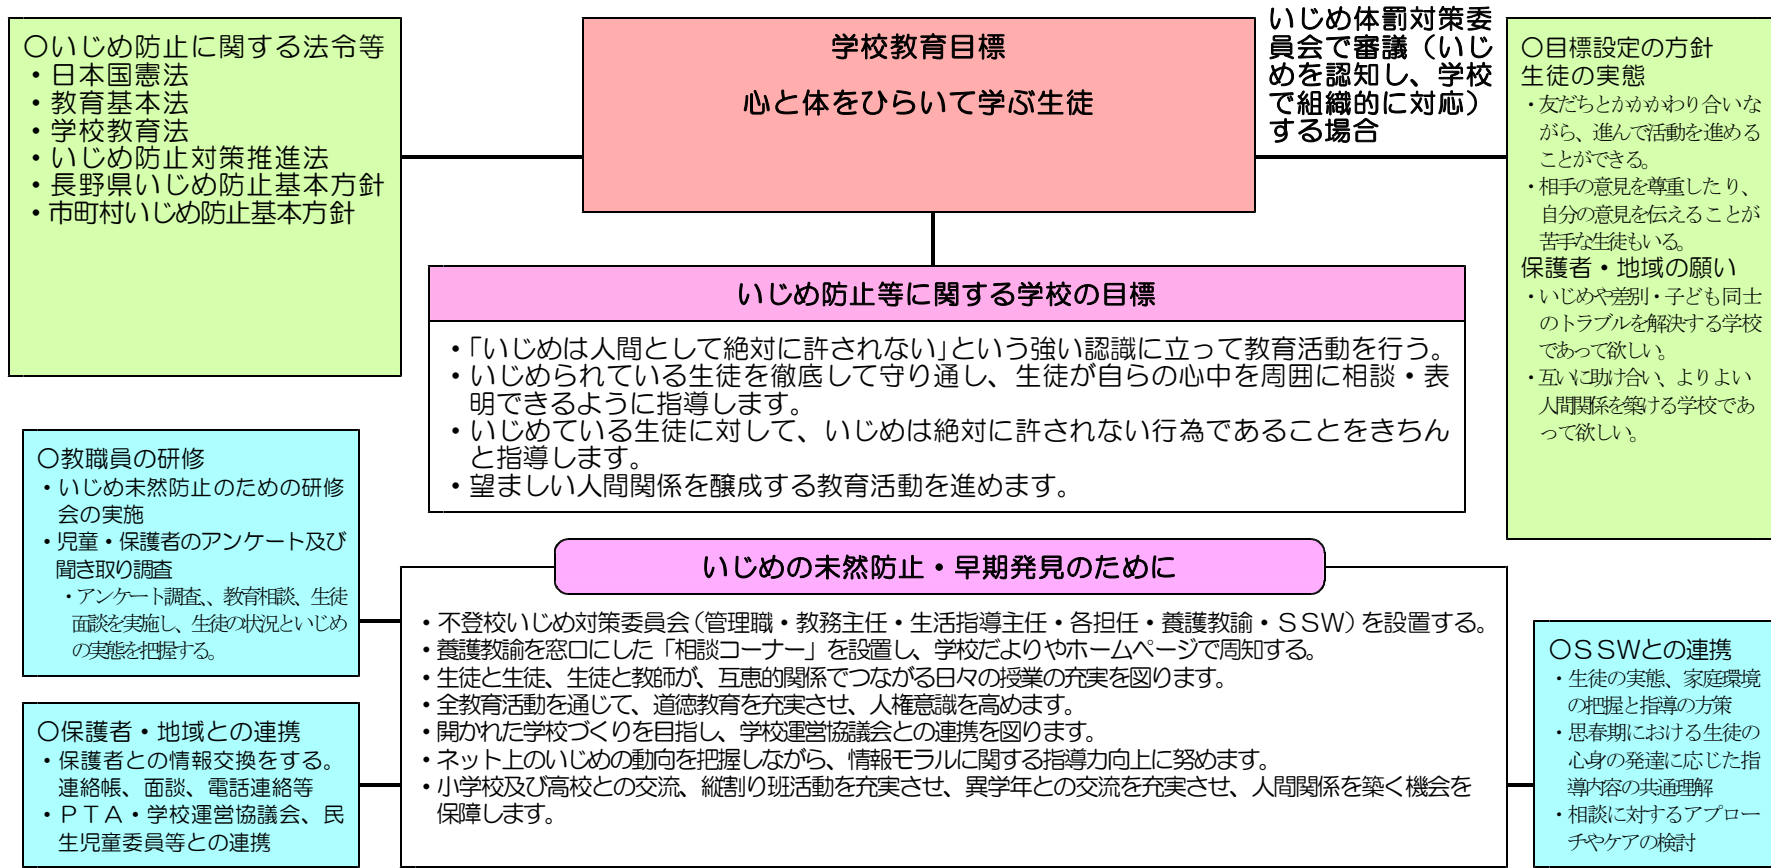 〇いじめ防止に関する法令等
・日本国憲法
・教育基本法
・学校教育法
・いじめ防止対策推進法
・長野県いじめ防止基本方針
・市町村いじめ防止基本方針
学校教育目標
心と体をひらいて学ぶ生徒
いじめ体罰対策委
員会で審議（いじ
めを認知し、学校
で組織的に対応）
する場合
〇目標設定の方針
生徒の実態
・友だちとかかかわり合いな
がら、進んで活動を進める
ことができる。
・相手の意見を尊重したり、
自分の意見を伝えることが
苦手な生徒もいる。
保護者・地域の願い
・いじめや差別・子ども同士
のトラブルを解決する学校
であって欲しい。
・互いに助け合い、よりよい
人間関係を築ける学校であ
って欲しい。
いじめ防止等に関する学校の目標
・「いじめは人間として絶対に許されない」という強い認識に立って教育活動を行う。
・いじめられている生徒を徹底して守り通し、生徒が自らの心中を周囲に相談・表
明できるように指導します。
・いじめている生徒に対して、いじめは絶対に許されない行為であることをきちん
と指導します。
・望ましい人間関係を醸成する教育活動を進めます。
〇教職員の研修
・いじめ未然防止のための研修
会の実施
・児童・保護者のアンケート及び
聞き取り調査
・アンケート調査、、教育相談、生徒
面談を実施し、生徒の状況といじめ
の実態を把握する。
〇保護者・地域との連携
・保護者との情報交換をする。
連絡帳、面談、電話連絡等
・ＰＴＡ・学校運営協議会、民
生児童委員等との連携
いじめの未然防止・早期発見のために
・不登校いじめ対策委員会（管理職・教務主任・生活指導主任・各担任・養護教諭・ＳＳＷ）を設置する。
・養護教諭を窓口にした「相談コーナー」を設置し、学校だよりやホームページで周知する。
・生徒と生徒、生徒と教師が、互恵的関係でつながる日々の授業の充実を図ります。
・全教育活動を通じて、道徳教育を充実させ、人権意識を高めます。
・開かれた学校づくりを目指し、学校運営協議会との連携を図ります。
・ネット上のいじめの動向を把握しながら、情報モラルに関する指導力向上に努めます。
・小学校及び高校との交流、縦割り班活動を充実させ、異学年との交流を充実させ、人間関係を築く機会を
保障します。
〇ＳＳＷとの連携
・生徒の実態、家庭環境
の把握と指導の方策
・思春期における生徒の
心身の発達に応じた指
導内容の共通理解
・相談に対するアプロー
チやケアの検討